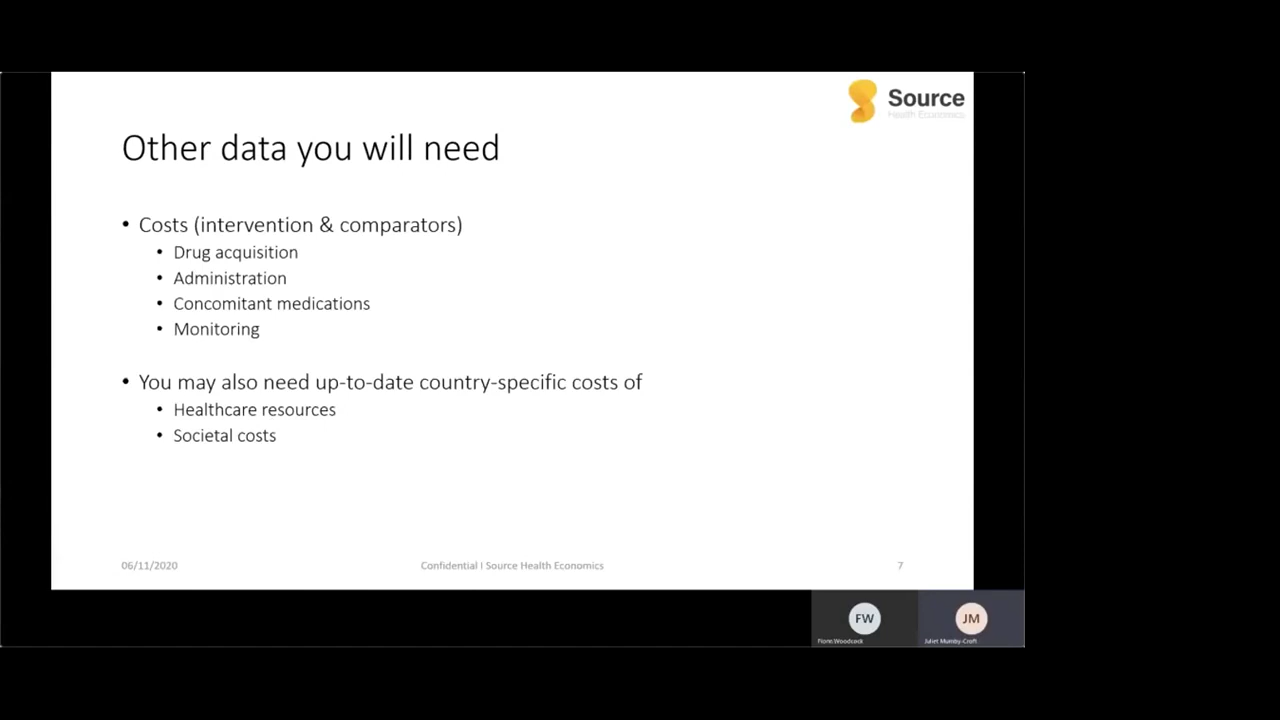 Source
Health Economics
Other data you will need
• Costs (intervention & comparators)
• Drug acquisition
• Administration
• Concomitant medications
• Monitoring
• You may also need up-to-date country-specific costs of
• Healthcare resources
• Societal costs
06/11/2020
Confidential I Source Health Economics
7
FW
JM
Fionn Woodcock
Juliet Mumby-Croft